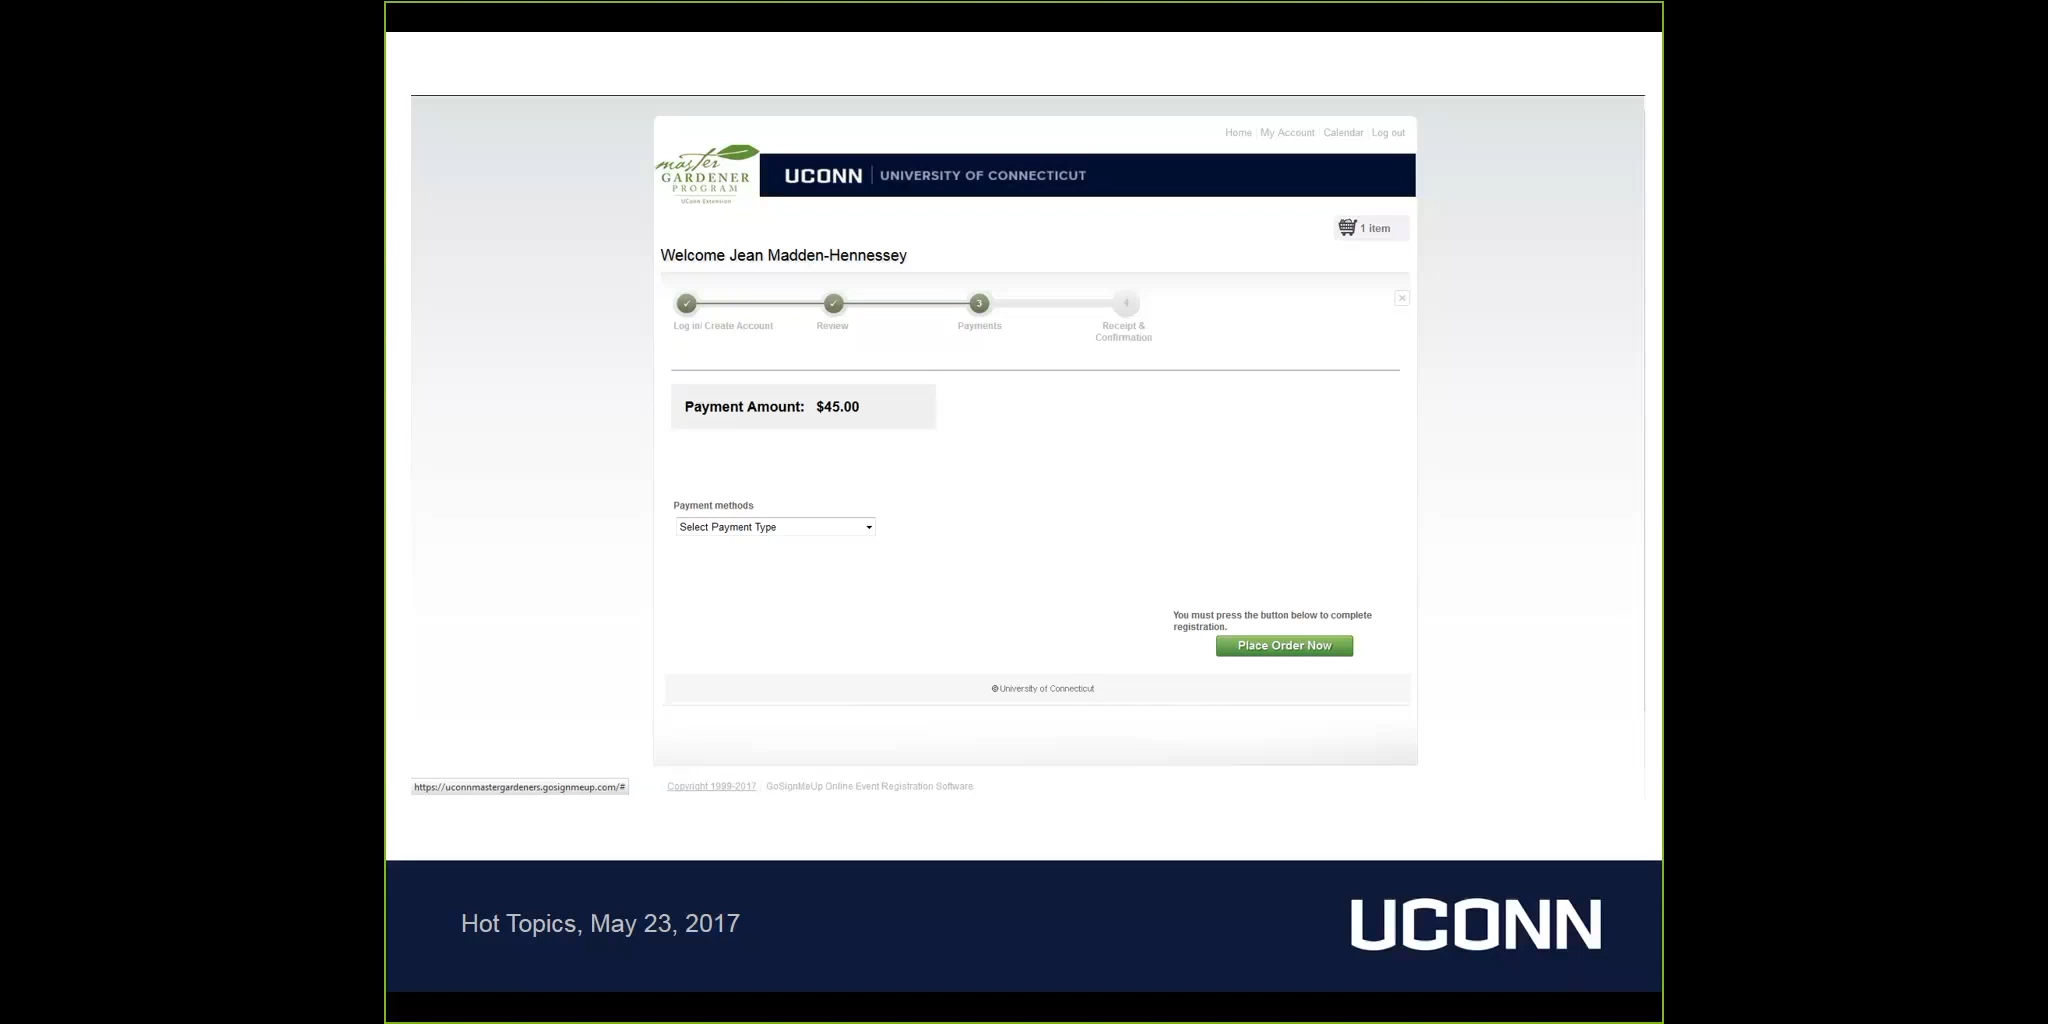 Home | My Account | Calendar | Log out
master
GARDENER
PROGRAM
UConn Extension
UCONN | UNIVERSITY OF CONNECTICUT
1 item
Welcome Jean Madden-Hennessey
✓ ✓ 3 4
Log in/ Create Account Review Payments Receipt &
Confirmation
Payment Amount: $45.00
Payment methods
Select Payment Type
You must press the button below to complete
registration.
Place Order Now
© University of Connecticut
https://uconnmastergardeners.gosignmeup.com/#
Copyright 1999-2017 | GoSignMeUp Online Event Registration Software
Hot Topics, May 23, 2017
UCONN